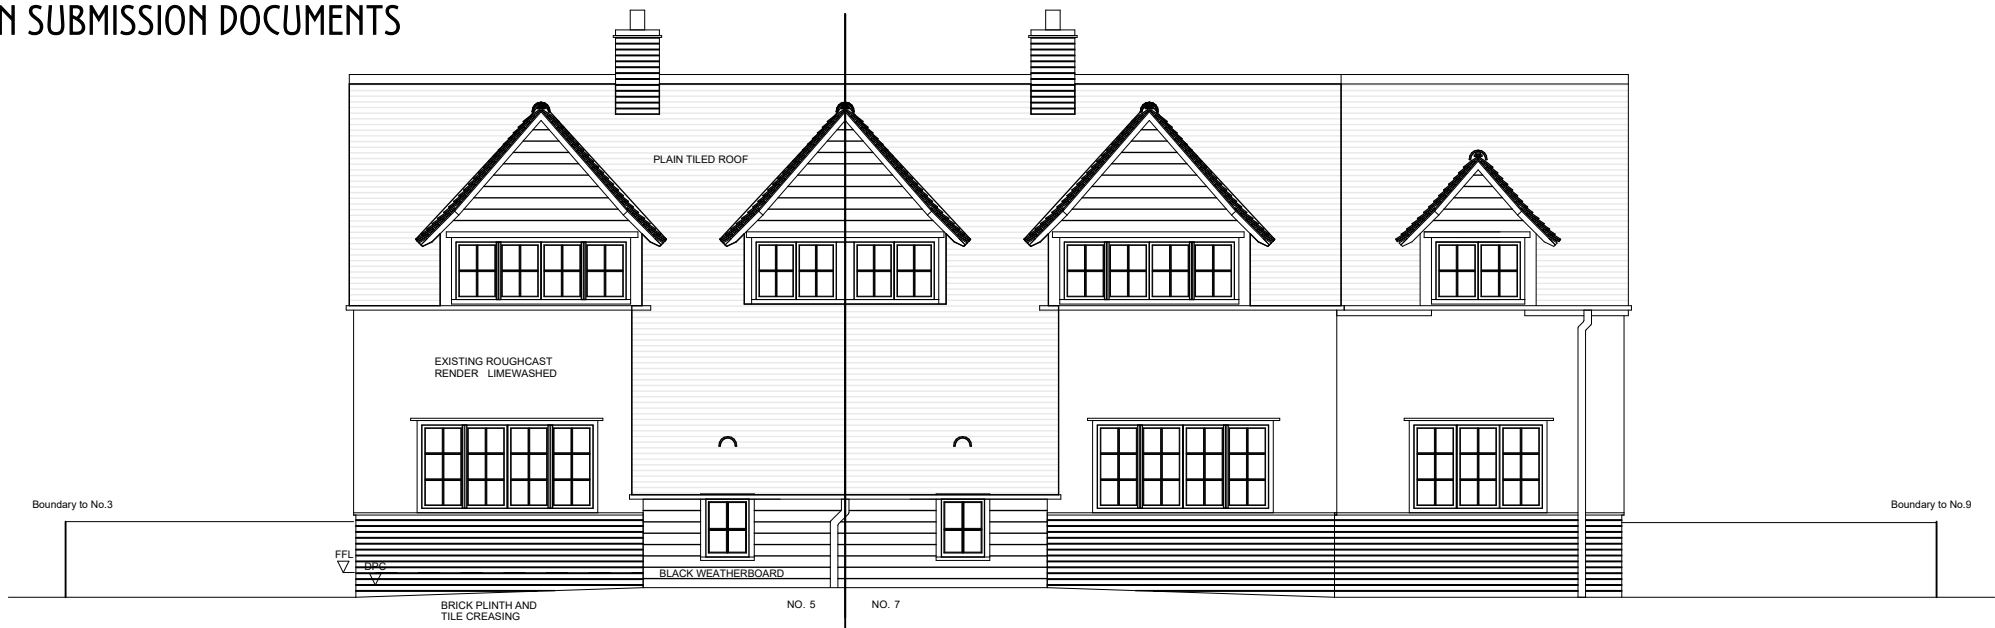 N SUBMISSION DOCUMENTS
PLAIN TILED ROOF
EXISTING ROUGHCAST
RENDER LIMEWASHED
Boundary to No.3
Boundary to No.9
FFL
DPC
BLACK WEATHERBOARD
BRICK PLINTH AND
TILE CREASING
NO. 5
NO. 7